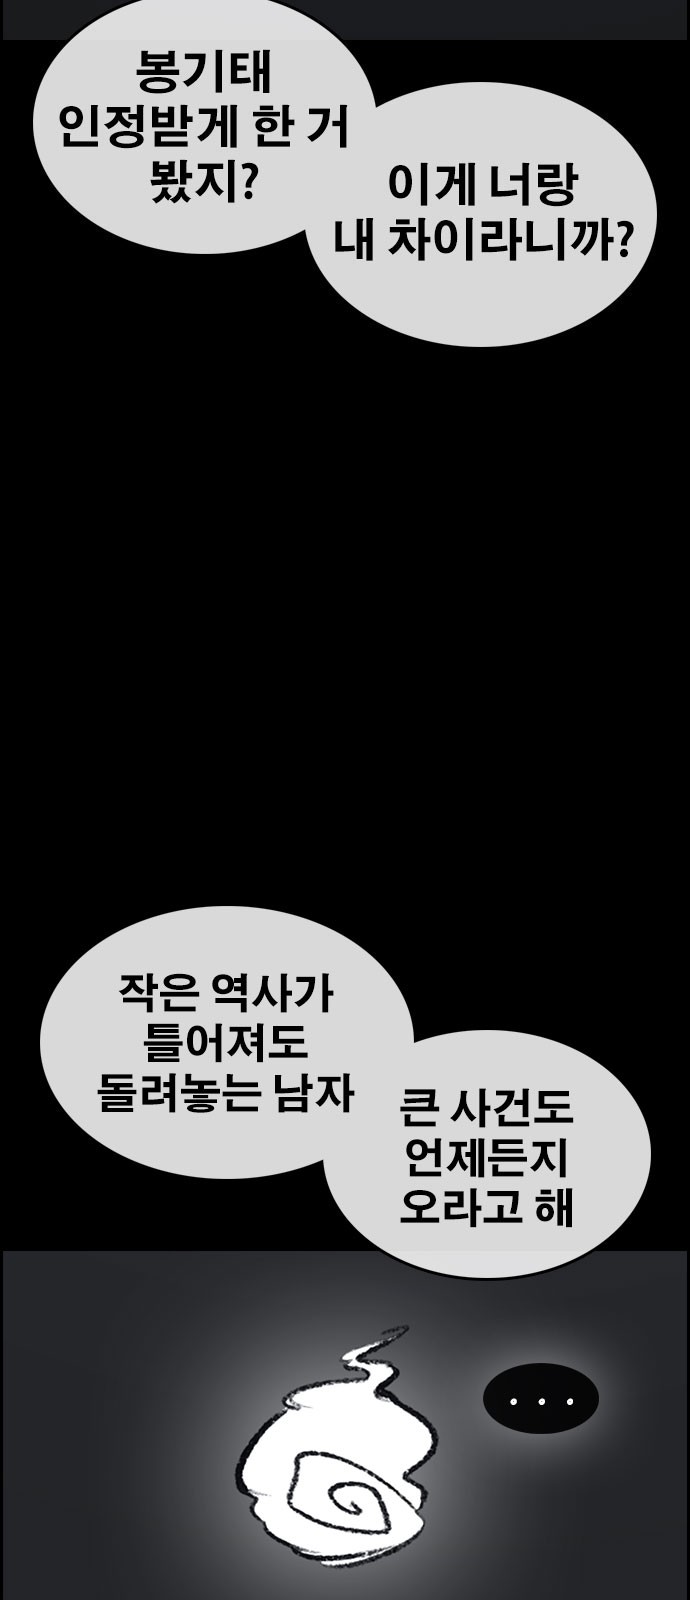 봉기태
인정받게 한 거
봤지?
이게 너랑
내 차이라니까?
작은 역사가
틀어져도
돌려놓는 남자
큰 사건도
언제든지
오라고 해
...